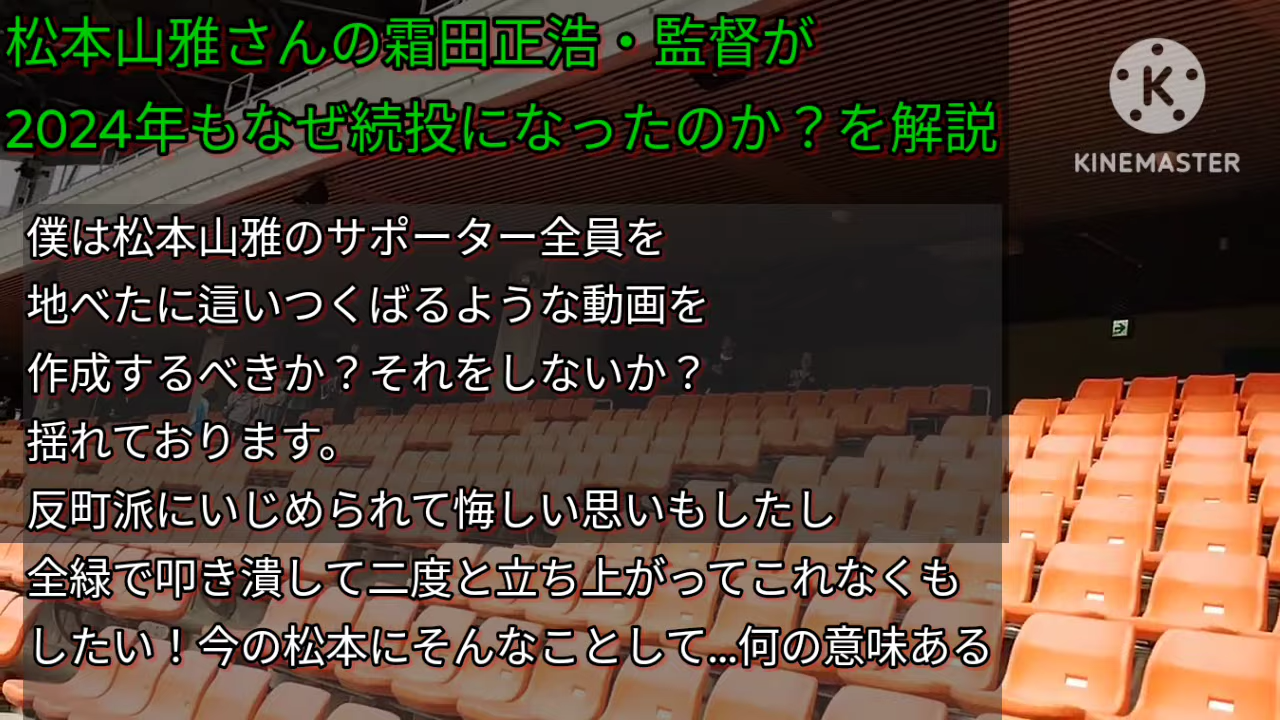 松本山雅さんの霜田正浩・監督が
2024年もなぜ続投になったのか？を解説
KINEMASTER
僕は松本山雅のサポーター全員を
地べたに這いつくばるような動画を
作成するべきか？それをしないか？
揺れております。
反町派にいじめられて悔しい思いもしたし
全緑で叩き潰して二度と立ち上がってこれなくも
したい！今の松本にそんなことして...何の意味ある